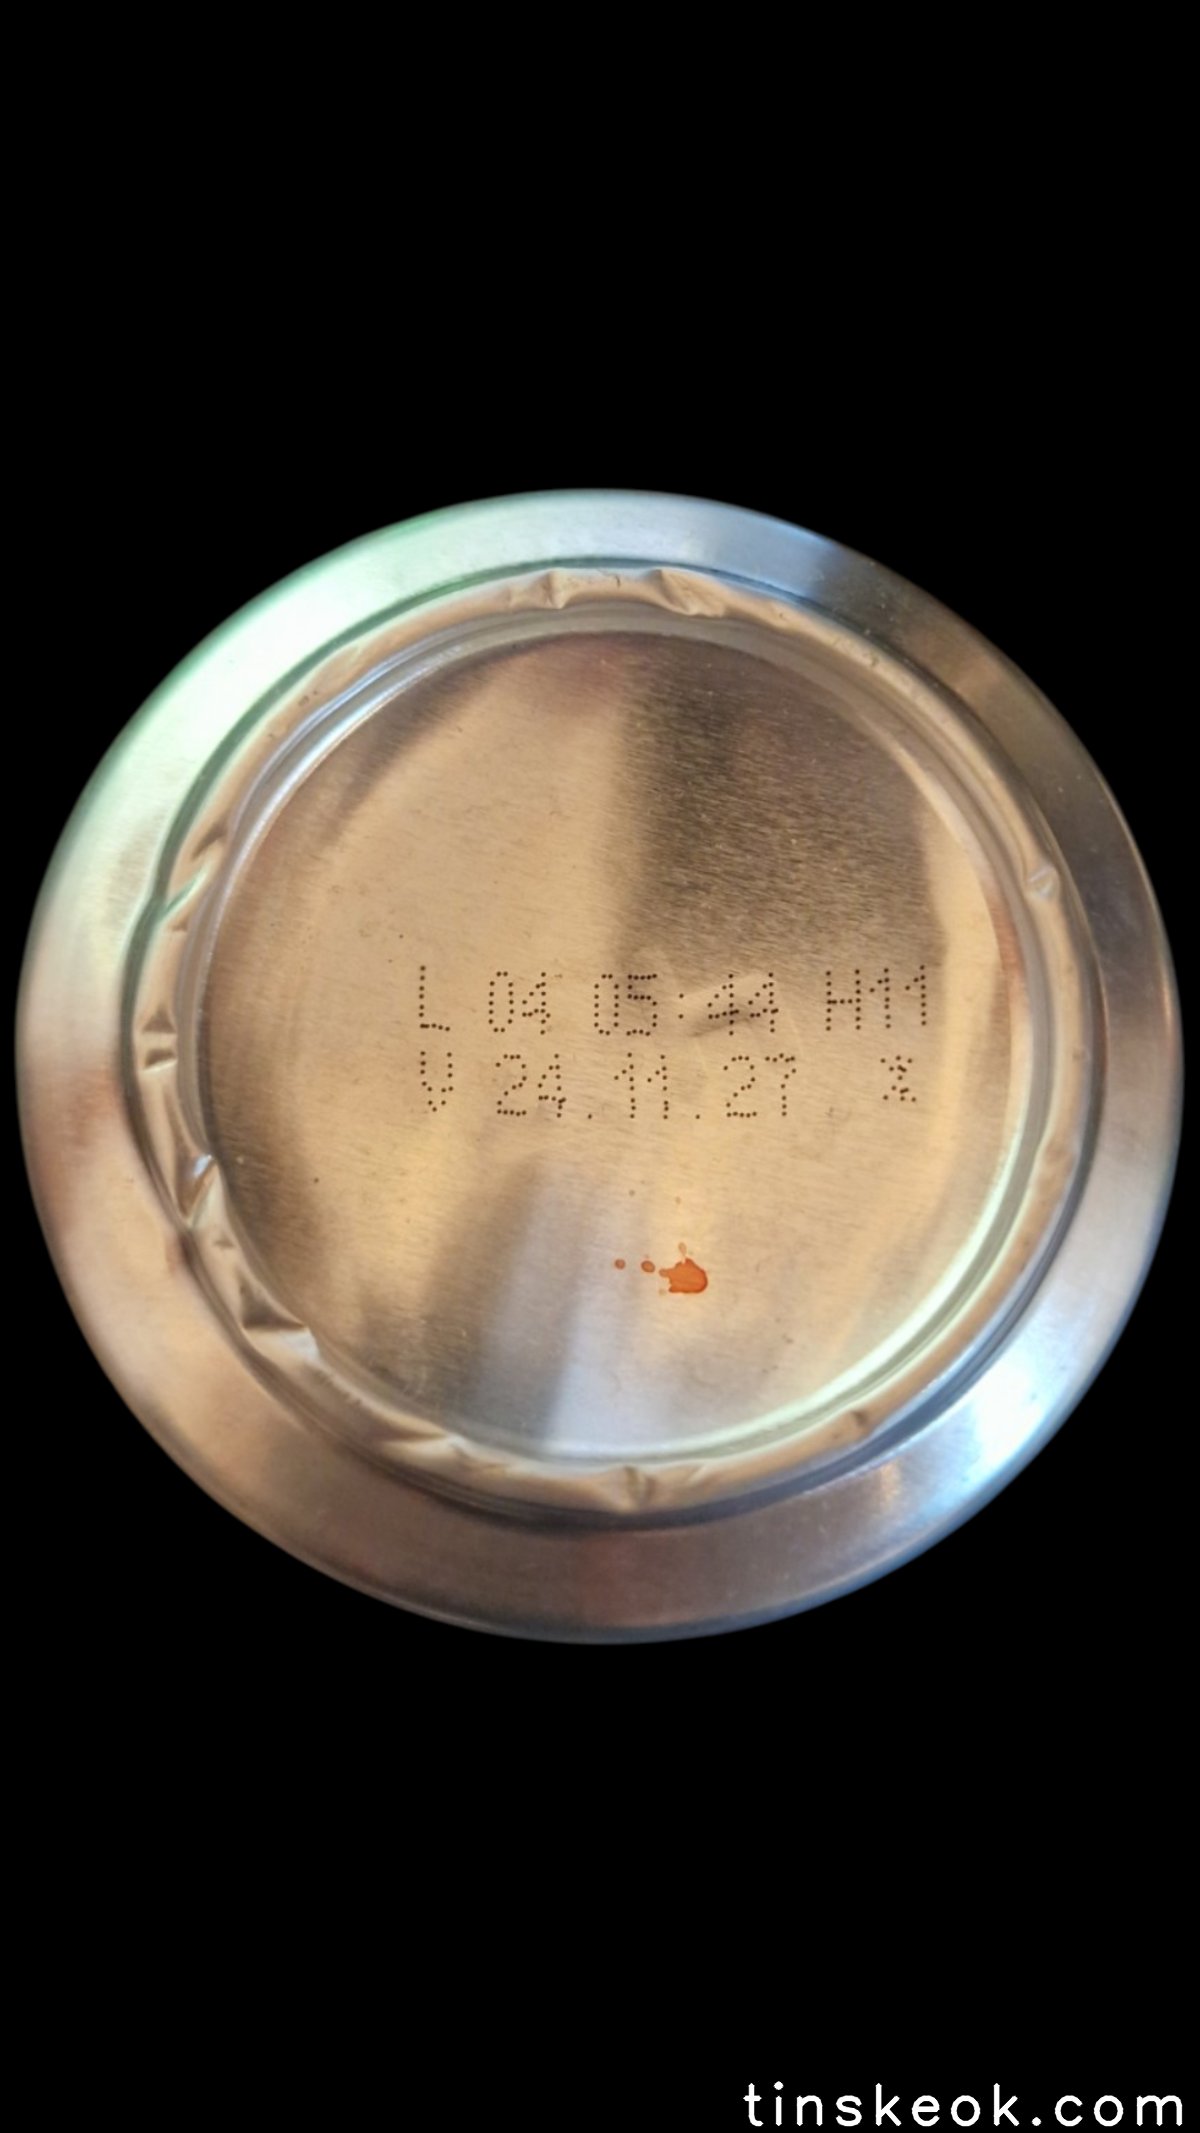 L 04 05:44 H11
V 24.11.27 %
tinskeok.com